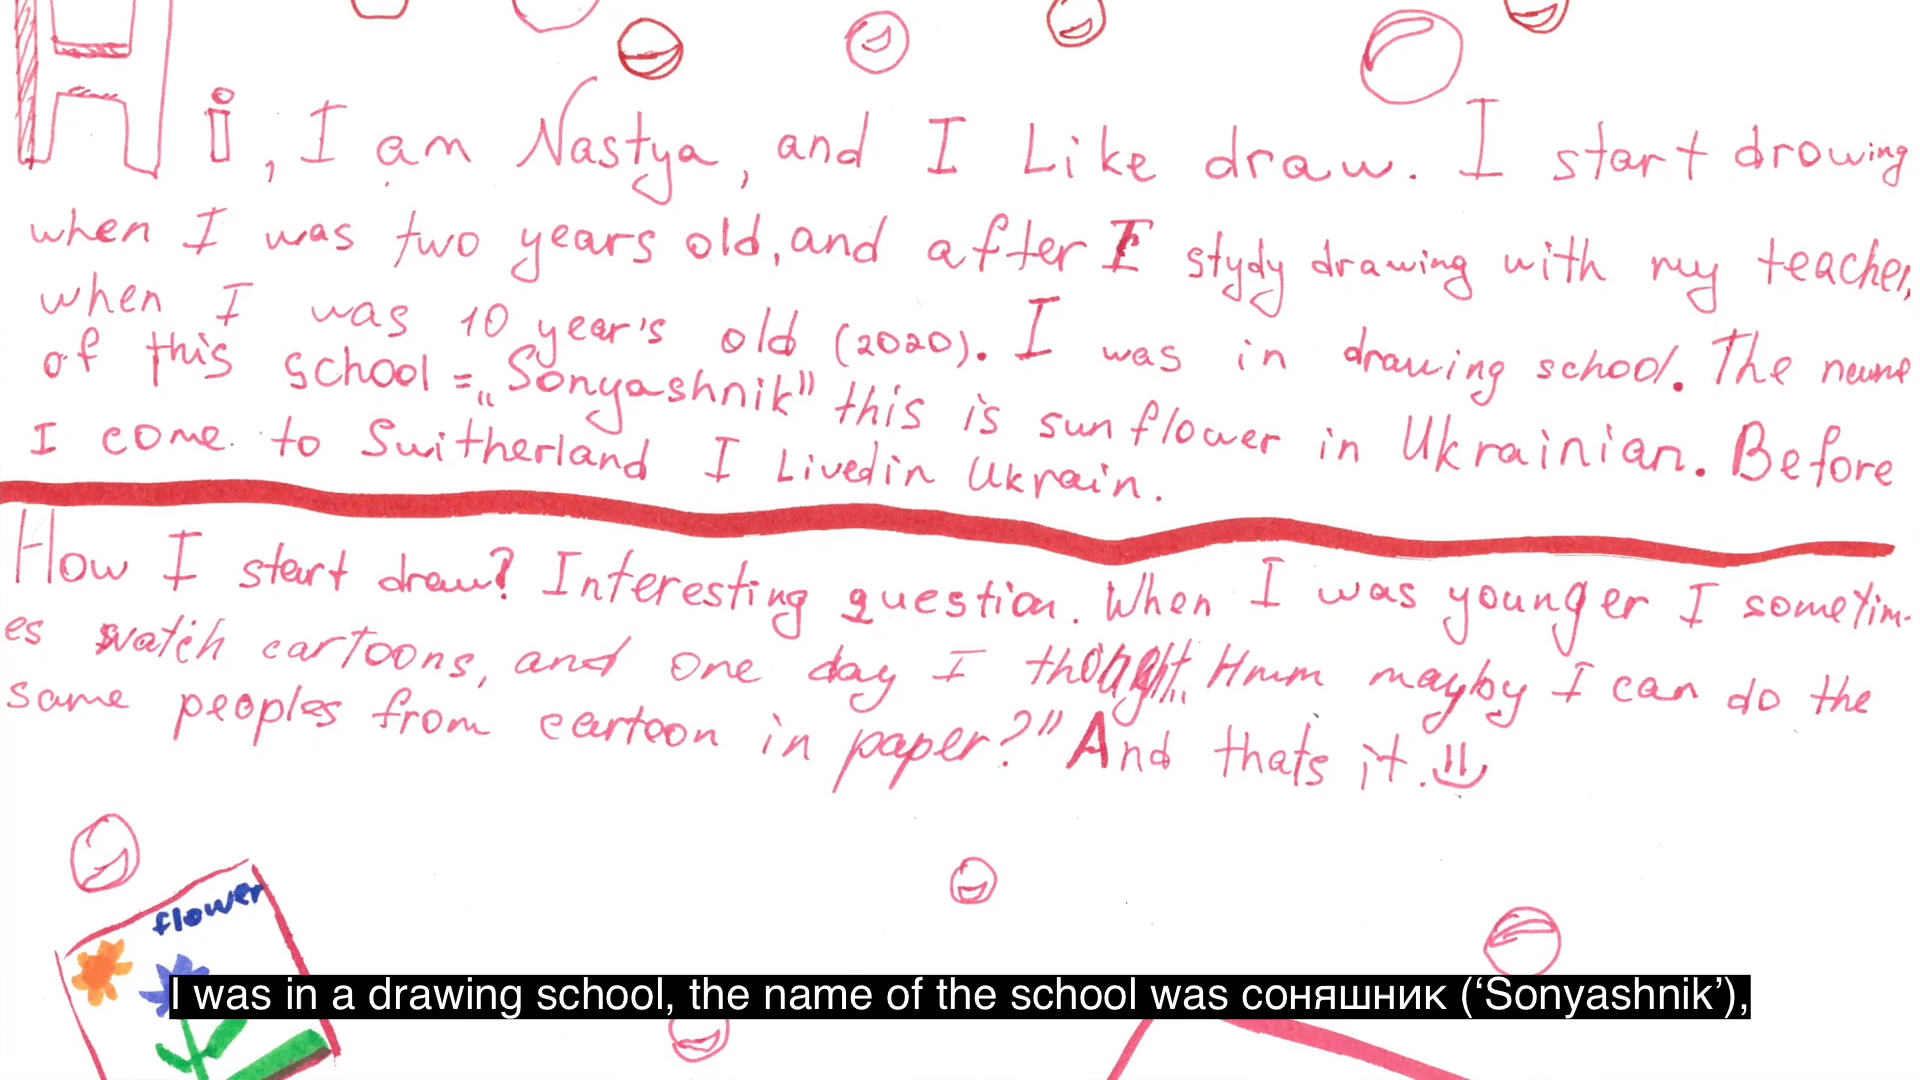 Hi, I am Nastya, and I Like draw. I start drowing
when I was two years old, and after I stydy drawing with my teacher,
when I was 10 year's old (2020). I was in drawing school. The name
of this school = „Sonyashnik" this is sunflower in Ukrainian. Before
I come to Switherland I Lived in Ukrain.
How I start draw? Interesting question. When I was younger I sometim-
es watch cartoons, and one day I thought „Hmm mayby I can do the
same peoples from cartoon in paper?" And thats it.
flower
I was in a drawing school, the name of the school was соняшник (‘Sonyashnik’),